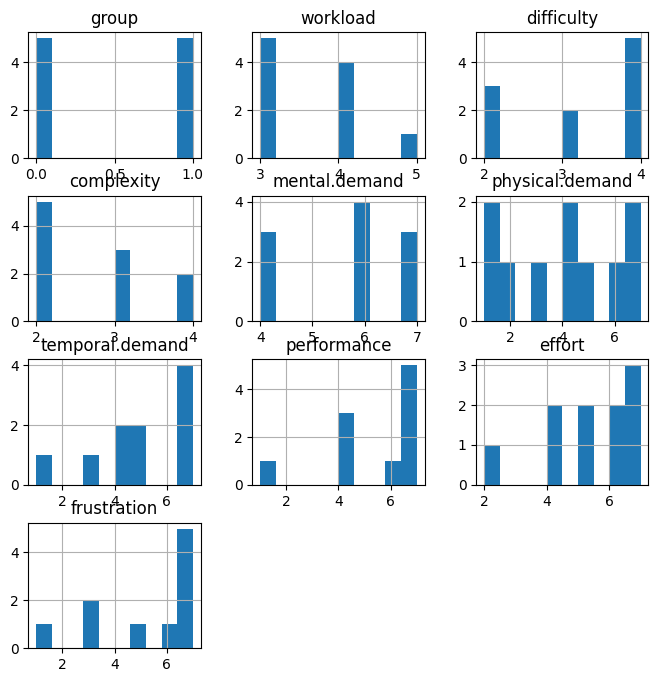 group workload difficulty
4 4 4
2 2 2
0 0 0
0.0 0.5 1.0 3 4 5 2 3 4
complexity mental.demand physical.demand
4 4 2
2 2 1
0 0 0
2 3 4 4 5 6 7 2 4 6
temporal.demand performance effort
4 4 3
2 2 2
1
0 0 0
2 4 6 2 4 6 2 4 6
frustration
4
2
0
2 4 6